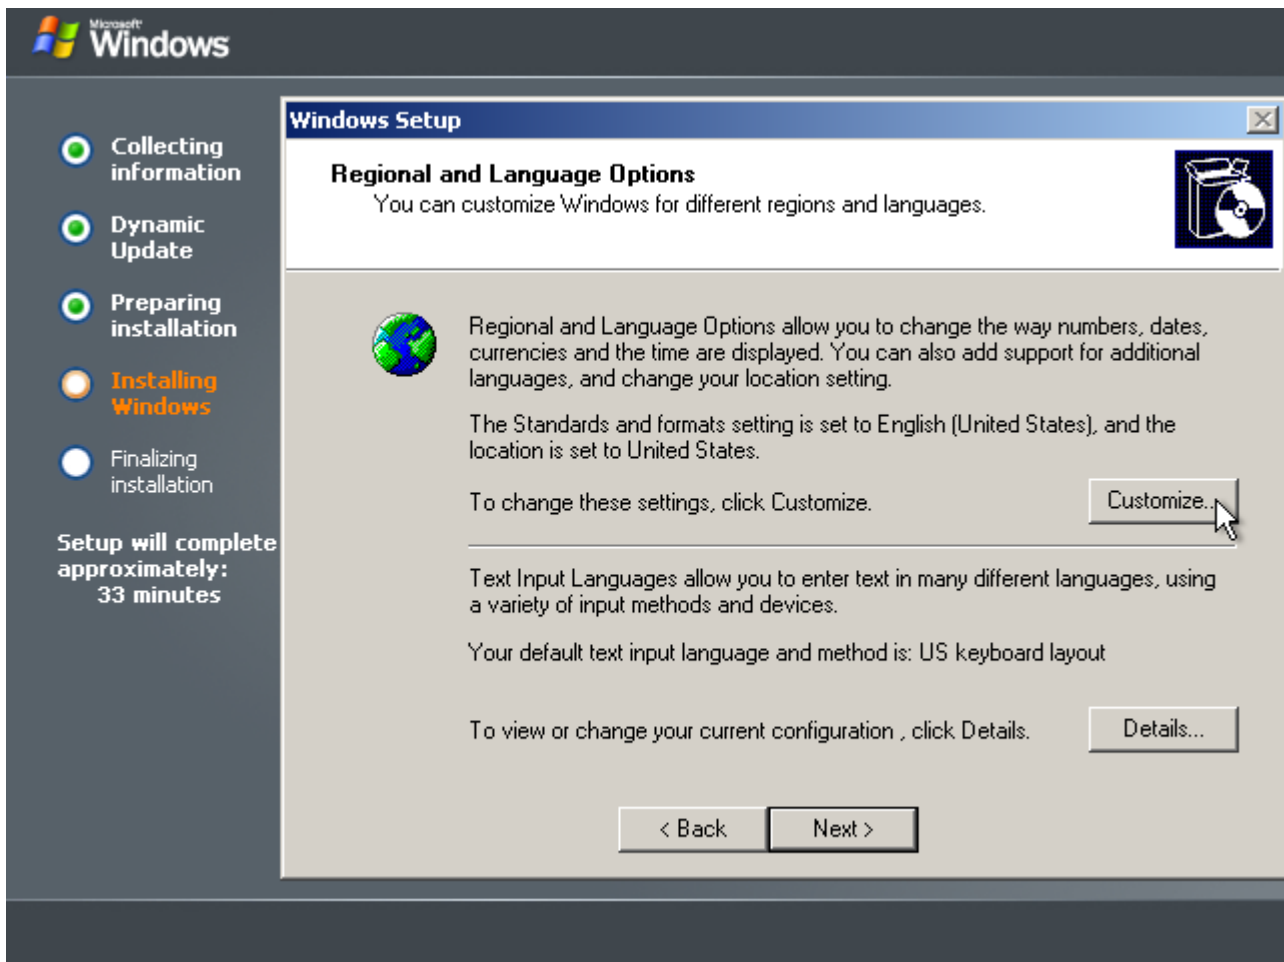 Microsoft
Windows
Collecting
information
Dynamic
Update
Preparing
installation
Installing
Windows
Finalizing
installation
Setup will complete
approximately:
33 minutes
Windows Setup
Regional and Language Options
You can customize Windows for different regions and languages.
Regional and Language Options allow you to change the way numbers, dates,
currencies and the time are displayed. You can also add support for additional
languages, and change your location setting.
The Standards and formats setting is set to English (United States), and the
location is set to United States.
To change these settings, click Customize.
Customize...
Text Input Languages allow you to enter text in many different languages, using
a variety of input methods and devices.
Your default text input language and method is: US keyboard layout
To view or change your current configuration , click Details.
Details...
< Back
Next >